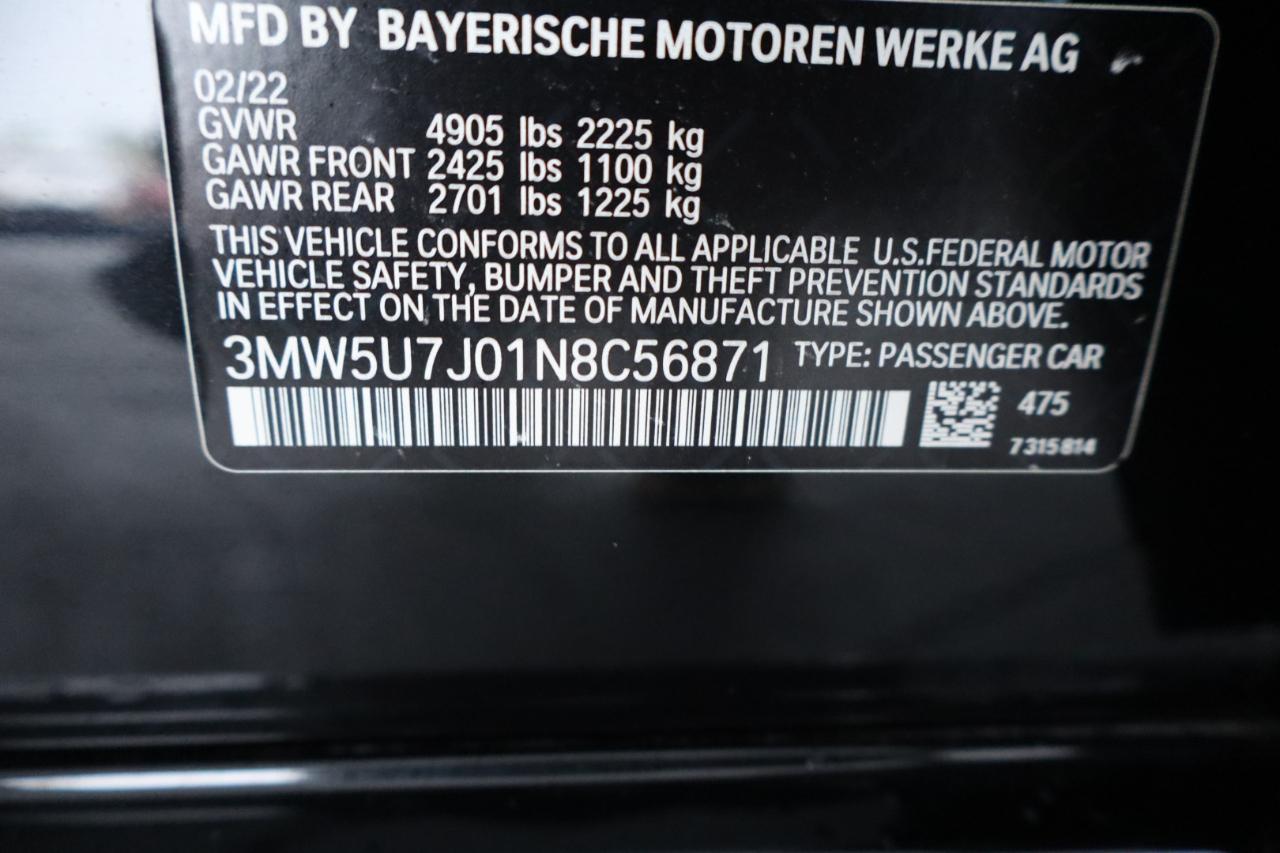 MFD BY BAYERISCHE MOTOREN WERKE AG
02/22
GVWR 4905 lbs 2225 kg
GAWR FRONT 2425 lbs 1100 kg
GAWR REAR 2701 lbs 1225 kg
THIS VEHICLE CONFORMS TO ALL APPLICABLE U.S.FEDERAL MOTOR
VEHICLE SAFETY, BUMPER AND THEFT PREVENTION STANDARDS
IN EFFECT ON THE DATE OF MANUFACTURE SHOWN ABOVE.
3MW5U7J01N8C56871 TYPE: PASSENGER CAR
475
7315814